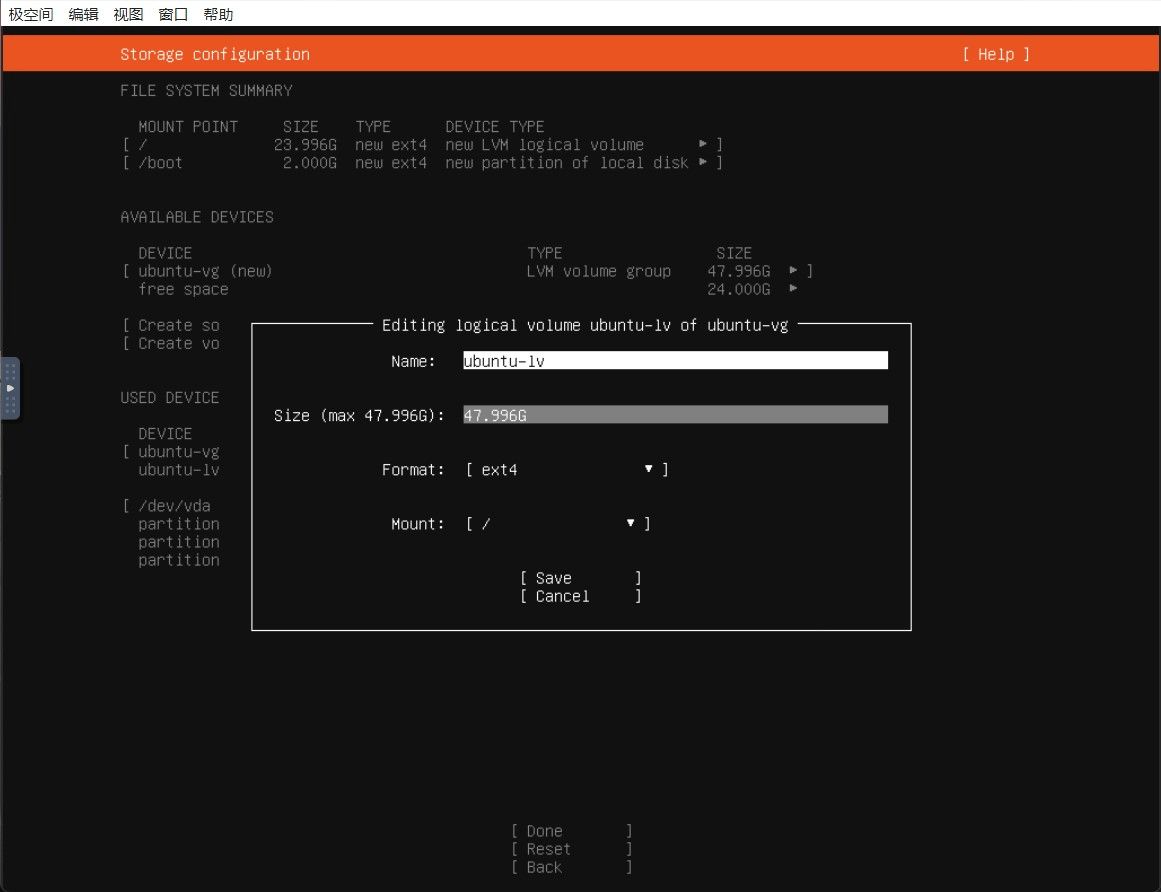 极空间 编辑 视图 窗口 帮助
Storage configuration [ Help ]
FILE SYSTEM SUMMARY
MOUNT POINT SIZE TYPE DEVICE TYPE
[ / 23.996G new ext4 new LVM logical volume ▸ ]
[ /boot 2.000G new ext4 new partition of local disk ▸ ]
AVAILABLE DEVICES
DEVICE TYPE SIZE
[ ubuntu-vg (new) LVM volume group 47.996G ▸ ]
free space 24.000G ▸
[ Create so
[ Create vo
Editing logical volume ubuntu-lv of ubuntu-vg
Name: ubuntu-lv
Size (max 47.996G): 47.996G
Format: [ ext4 ▾ ]
Mount: [ / ▾ ]
[ Save ]
[ Cancel ]
USED DEVICE
DEVICE
[ ubuntu-vg
ubuntu-lv
[ /dev/vda
partition
partition
partition
[ Done ]
[ Reset ]
[ Back ]